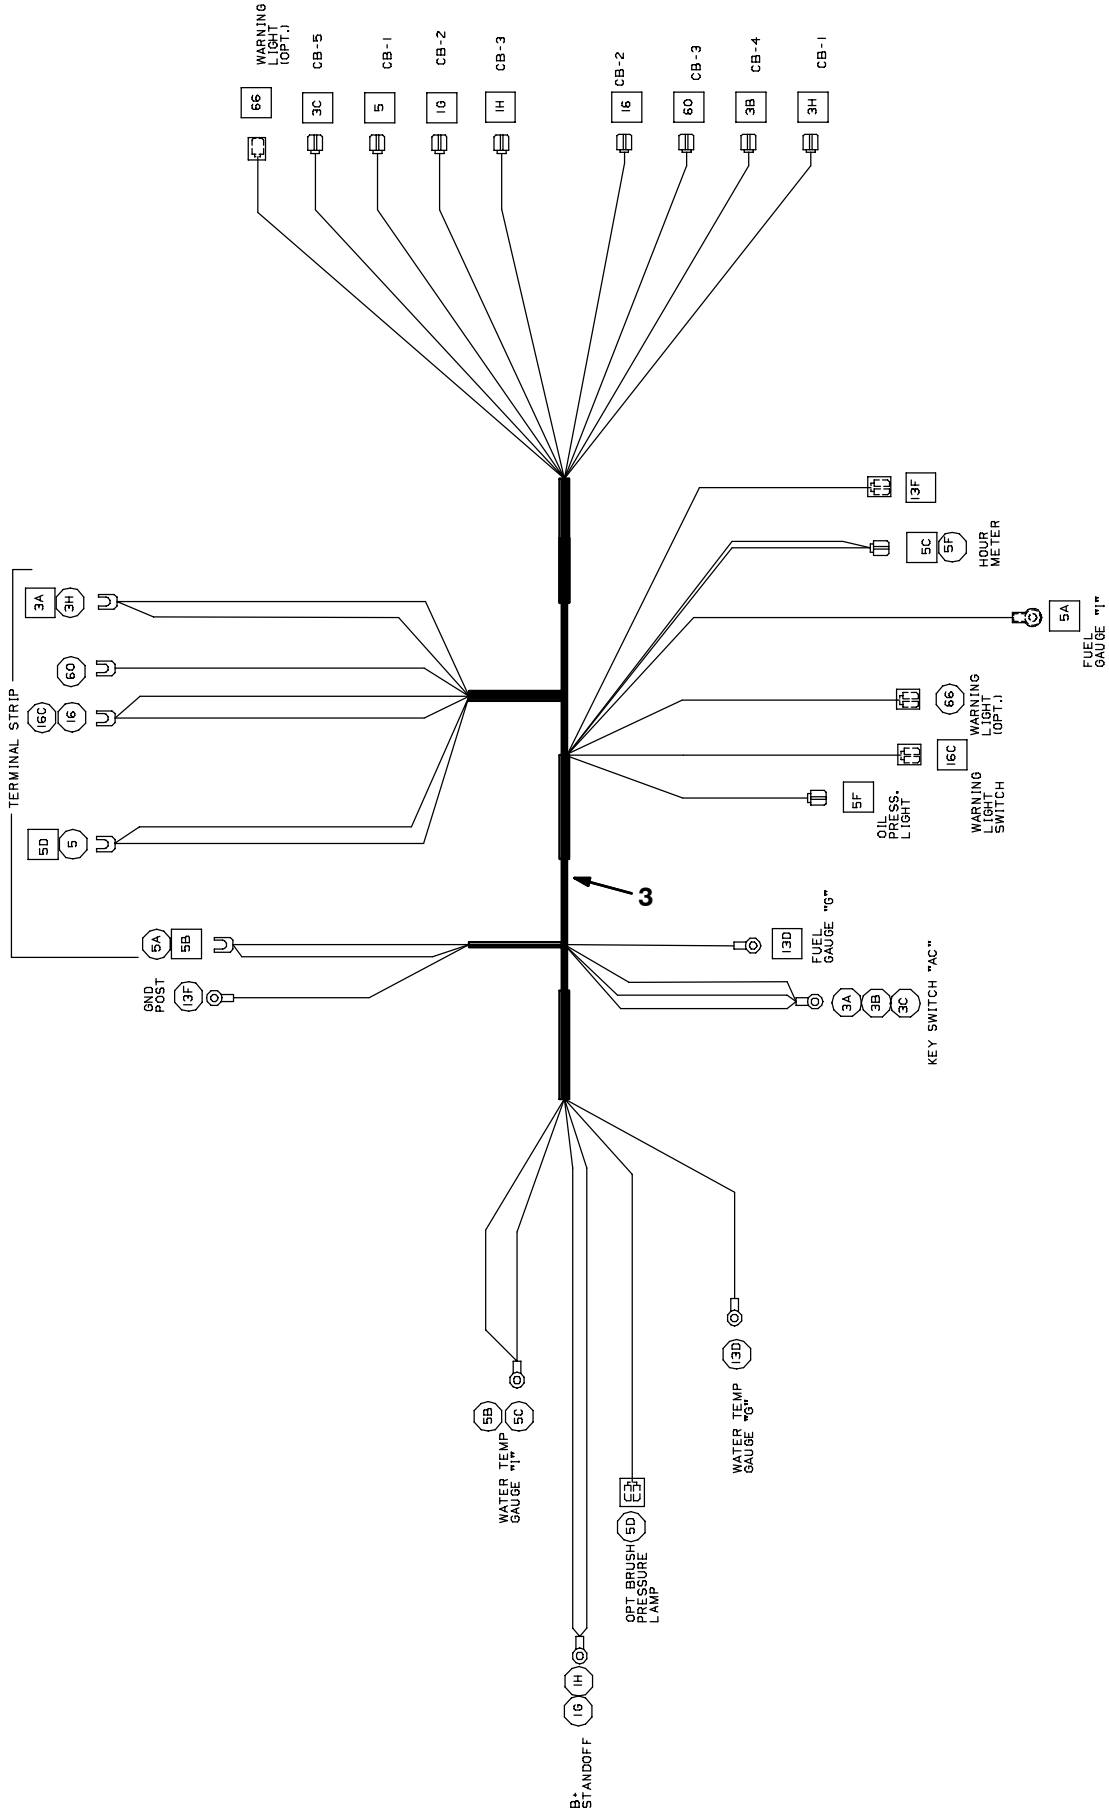 WARNING
LIGHT
(OPT.)
66
CB-5
3C
CB-1
5
CB-2
1G
CB-3
1H
CB-2
16
CB-3
60
CB-4
3B
CB-1
3H
13F
5C
5F
HOUR
METER
5A
FUEL
GAUGE "I"
66
WARNING
LIGHT
(OPT.)
16C
WARNING
LIGHT
SWITCH
5F
OIL
PRESS.
LIGHT
TERMINAL STRIP
3A
3H
60
16C
16
5D
5
5A
5B
GND
POST
13F
3
13D
FUEL
GAUGE "G"
3A
3B
3C
KEY SWITCH "AC"
5B
5C
WATER TEMP
GAUGE "I"
13D
WATER TEMP
GAUGE "G"
5D
OPT BRUSH
PRESSURE
LAMP
1H
1G
B+
STANDOFF